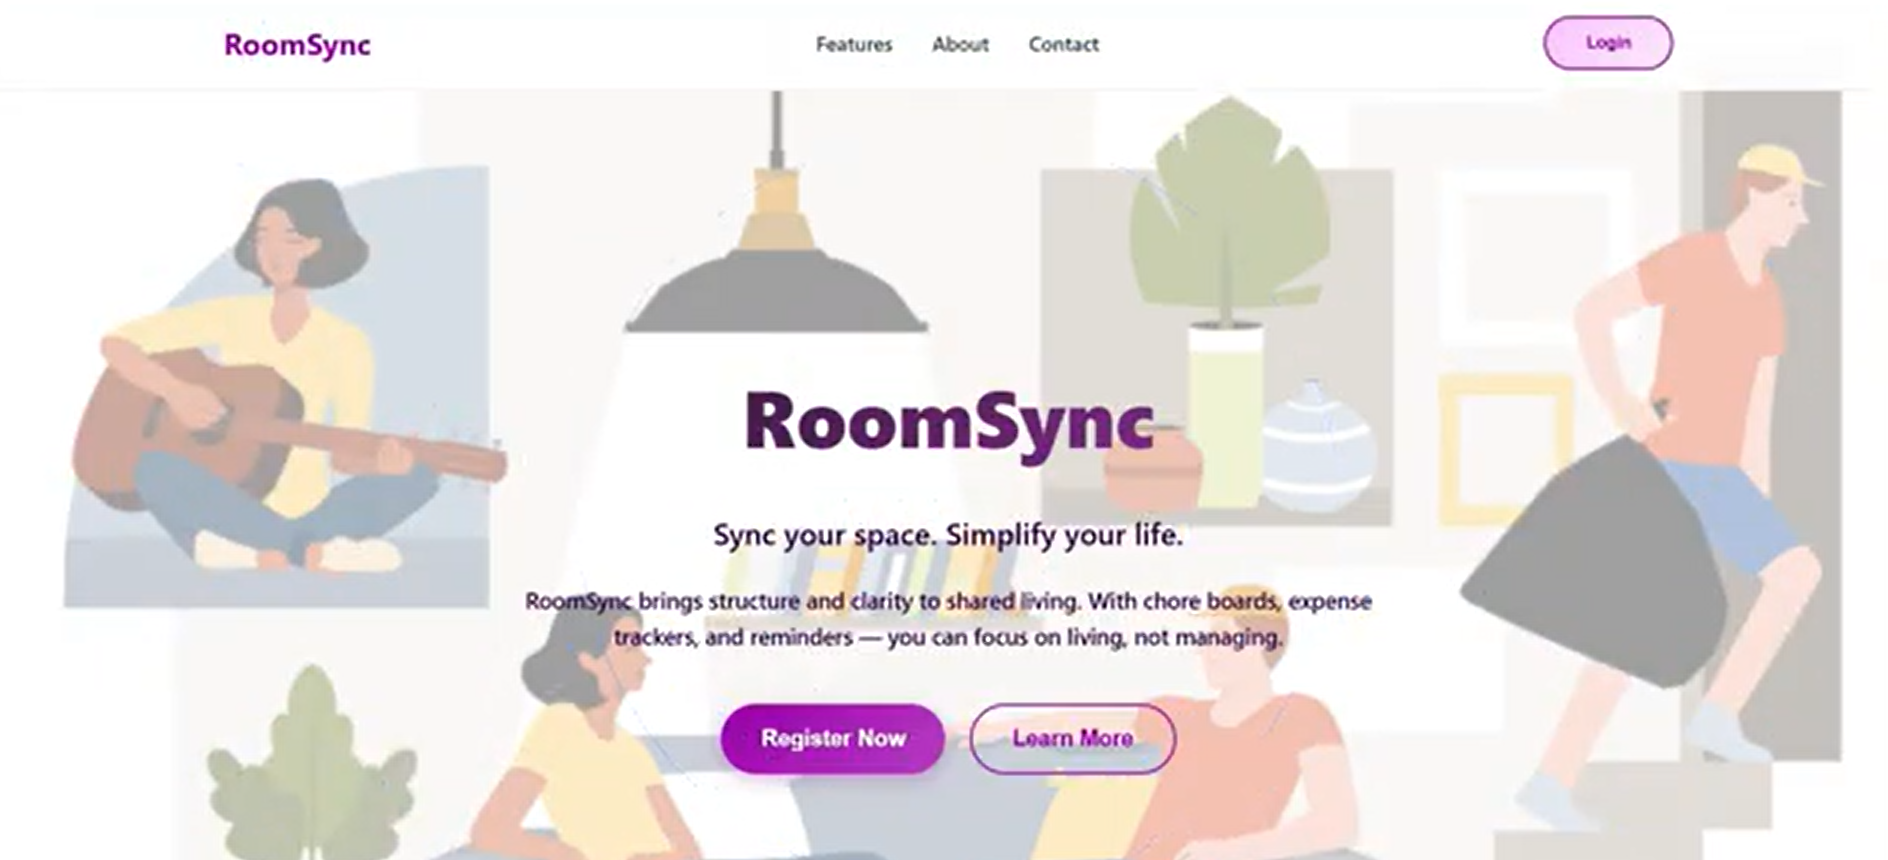 RoomSync
Features About Contact
Login
RoomSync
Sync your space. Simplify your life.
RoomSync brings structure and clarity to shared living. With chore boards, expense
trackers, and reminders — you can focus on living, not managing.
Register Now
Learn More